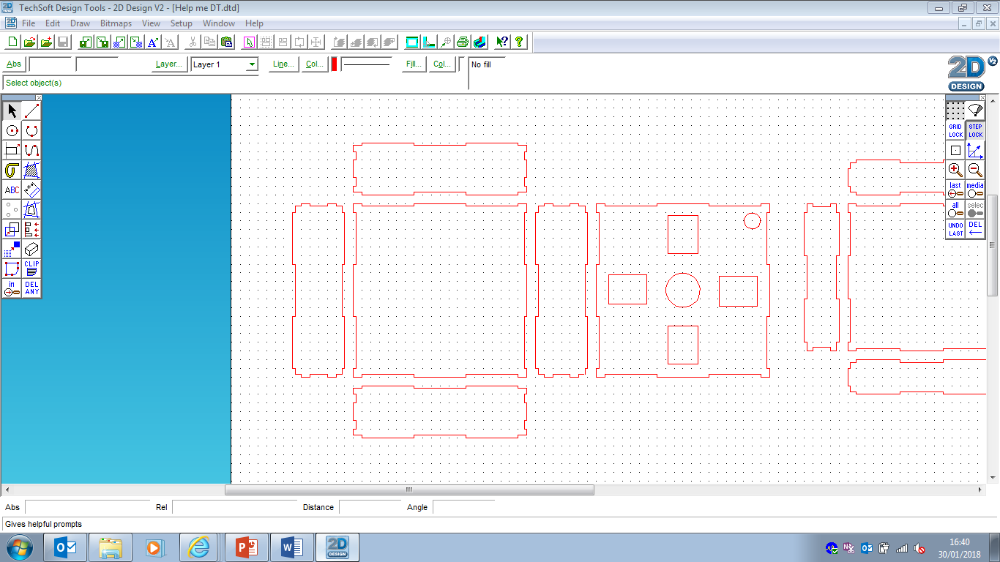 TechSoft Design Tools - 2D Design V2 - [Help me DT.dtd]
File Edit Draw Bitmaps View Setup Window Help
Abs Layer... Layer 1 Line... Col... Fill... Col... No fill
2D V2
DESIGN
Select object(s)
ABC
CLIP
in DEL
ANY
GRID LOCK STEP LOCK
last media
all selec
UNDO LAST DEL
Abs Rel Distance Angle
Gives helpful prompts
2D DESIGN
16:40
30/01/2018